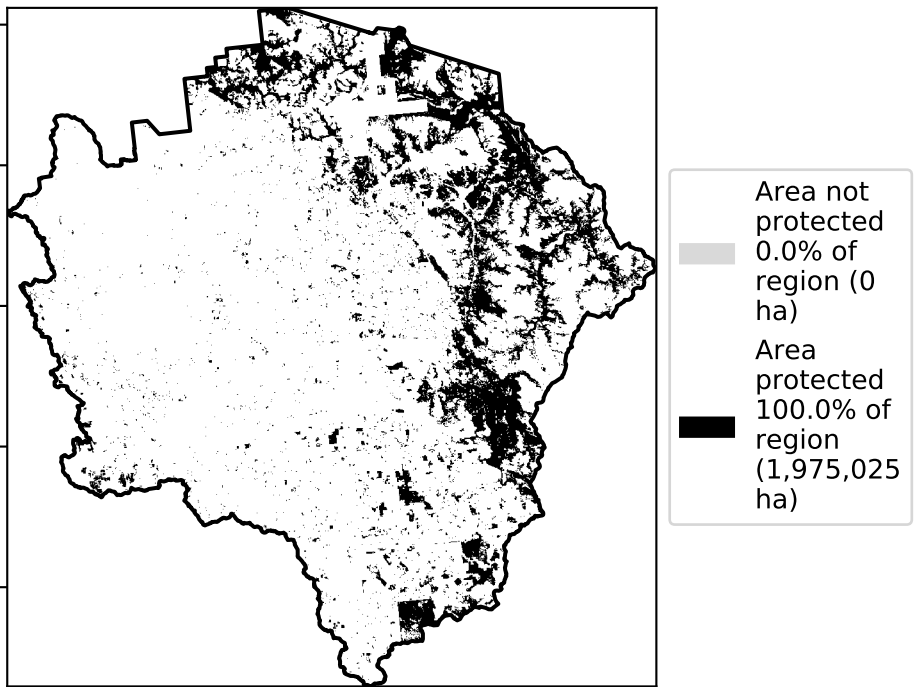 Area not
protected
0.0% of
region (0
ha)
Area
protected
100.0% of
region
(1,975,025
ha)